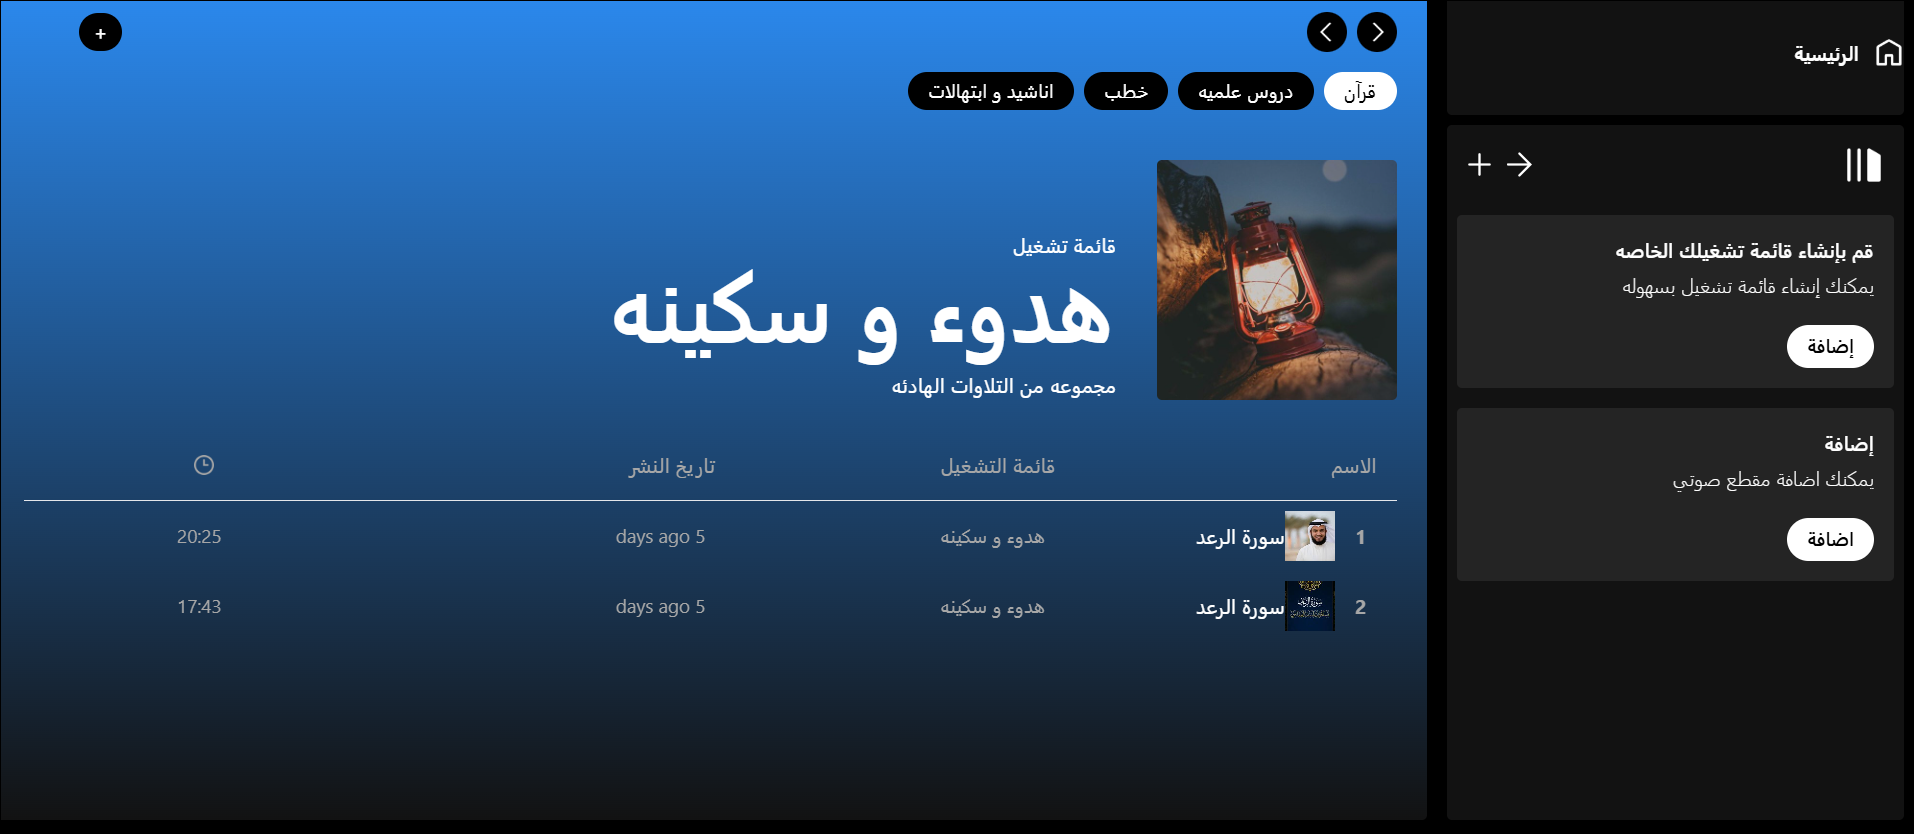 الرئيسية
قم بإنشاء قائمة تشغيلك الخاصه
يمكنك إنشاء قائمة تشغيل بسهوله
إضافة
إضافة
يمكنك اضافة مقطع صوتي
اضافة
+
قرآن
دروس علميه
خطب
اناشيد و ابتهالات
قائمة تشغيل
هدوء و سكينه
مجموعه من التلاوات الهادئه
الاسم قائمة التشغيل تاريخ النشر
1 سورة الرعد هدوء و سكينه days ago 5 20:25
2 سورة الرعد هدوء و سكينه days ago 5 17:43